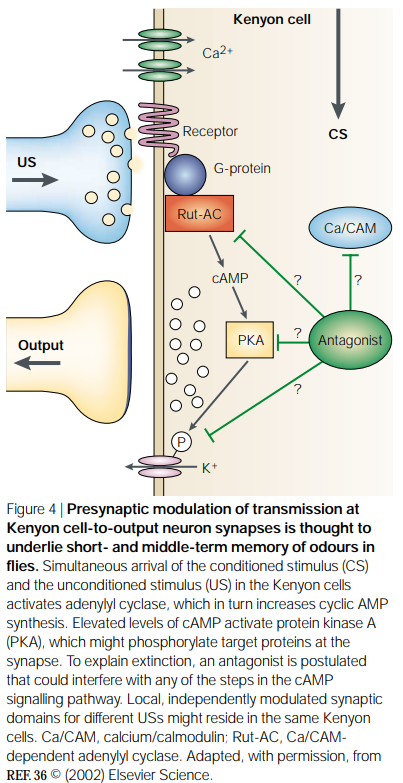 Kenyon cell
Ca2+
CS
Receptor
US
G-protein
Rut-AC
Ca/CAM
cAMP
?
?
Output
PKA
?
Antagonist
?
P
K+
Figure 4 | Presynaptic modulation of transmission at
Kenyon cell-to-output neuron synapses is thought to
underlie short- and middle-term memory of odours in
flies. Simultaneous arrival of the conditioned stimulus (CS)
and the unconditioned stimulus (US) in the Kenyon cells
activates adenylyl cyclase, which in turn increases cyclic AMP
synthesis. Elevated levels of cAMP activate protein kinase A
(PKA), which might phosphorylate target proteins at the
synapse. To explain extinction, an antagonist is postulated
that could interfere with any of the steps in the cAMP
signalling pathway. Local, independently modulated synaptic
domains for different USs might reside in the same Kenyon
cells. Ca/CAM, calcium/calmodulin; Rut-AC, Ca/CAM-
dependent adenylyl cyclase. Adapted, with permission, from
REF. 36 © (2002) Elsevier Science.